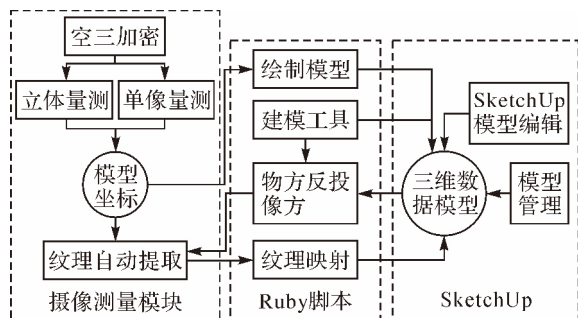 空三加密
立体量测
单像量测
模型
坐标
纹理自动提取
摄像测量模块
绘制模型
建模工具
物方反投
像方
纹理映射
Ruby脚本
SketchUp
模型编辑
三维数
据模型
模型
管理
SketchUp